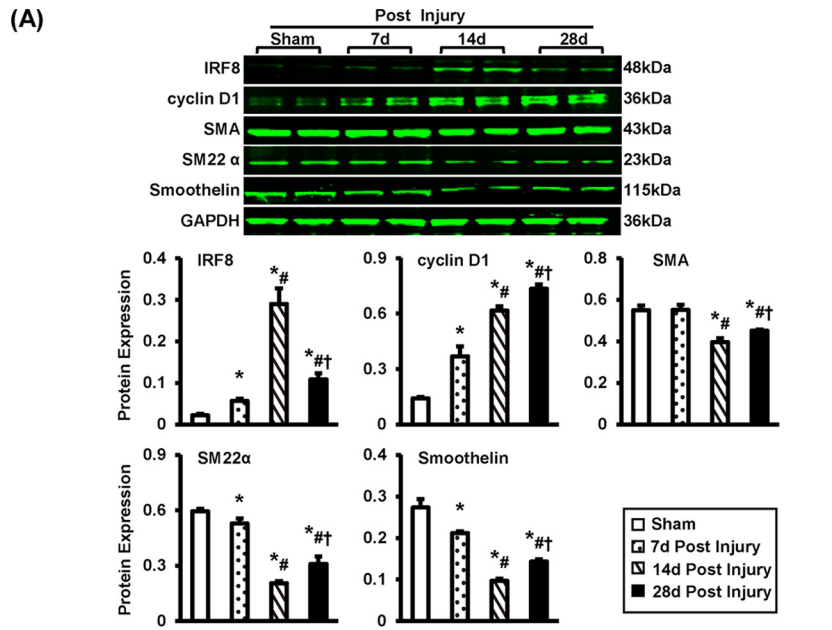 (A)
Post Injury
Sham 7d 14d 28d
IRF8 48kDa
cyclin D1 36kDa
SMA 43kDa
SM22 α 23kDa
Smoothelin 115kDa
GAPDH 36kDa
Protein Expression
IRF8
0.4
0.3
0.2
0.1
0
*
*#
*#†
cyclin D1
0.9
0.6
0.3
0
*
*#
*#†
SMA
0.8
0.6
0.4
0.2
0
*#
*#†
Protein Expression
SM22α
0.9
0.6
0.3
0
*
*#
*#†
Smoothelin
0.4
0.3
0.2
0.1
0
*
*#
*#†
Sham
7d Post Injury
14d Post Injury
28d Post Injury